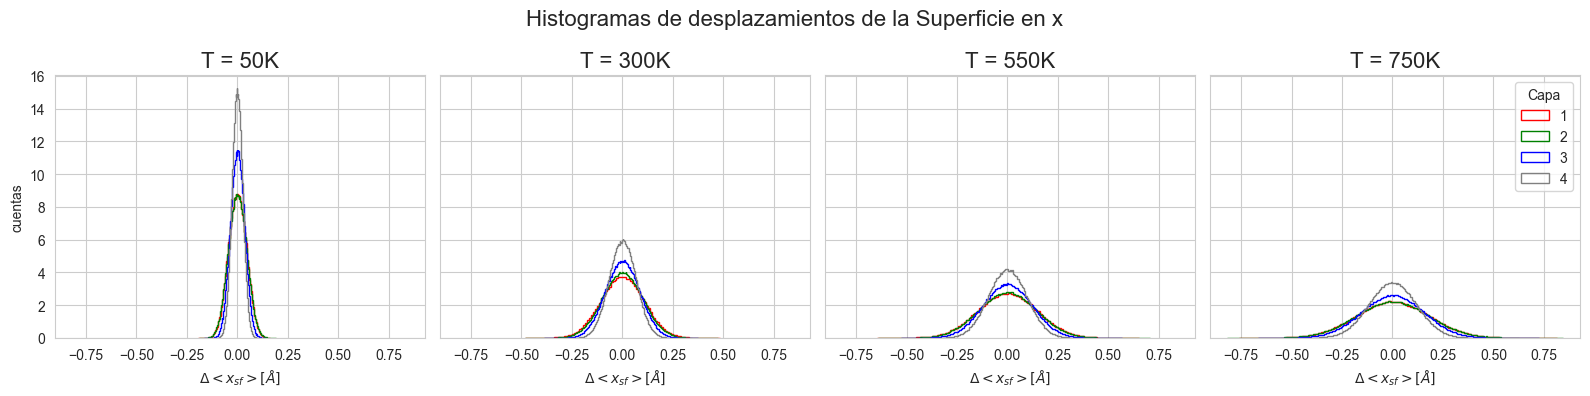 Histogramas de desplazamientos de la Superficie en x
T = 50K
T = 300K
T = 550K
T = 750K
16
14
12
10
8
6
4
2
0
cuentas
Capa
1
2
3
4
−0.75 −0.50 −0.25 0.00 0.25 0.50 0.75
−0.75 −0.50 −0.25 0.00 0.25 0.50 0.75
−0.75 −0.50 −0.25 0.00 0.25 0.50 0.75
−0.75 −0.50 −0.25 0.00 0.25 0.50 0.75
Δ < x_sf > [Å]
Δ < x_sf > [Å]
Δ < x_sf > [Å]
Δ < x_sf > [Å]